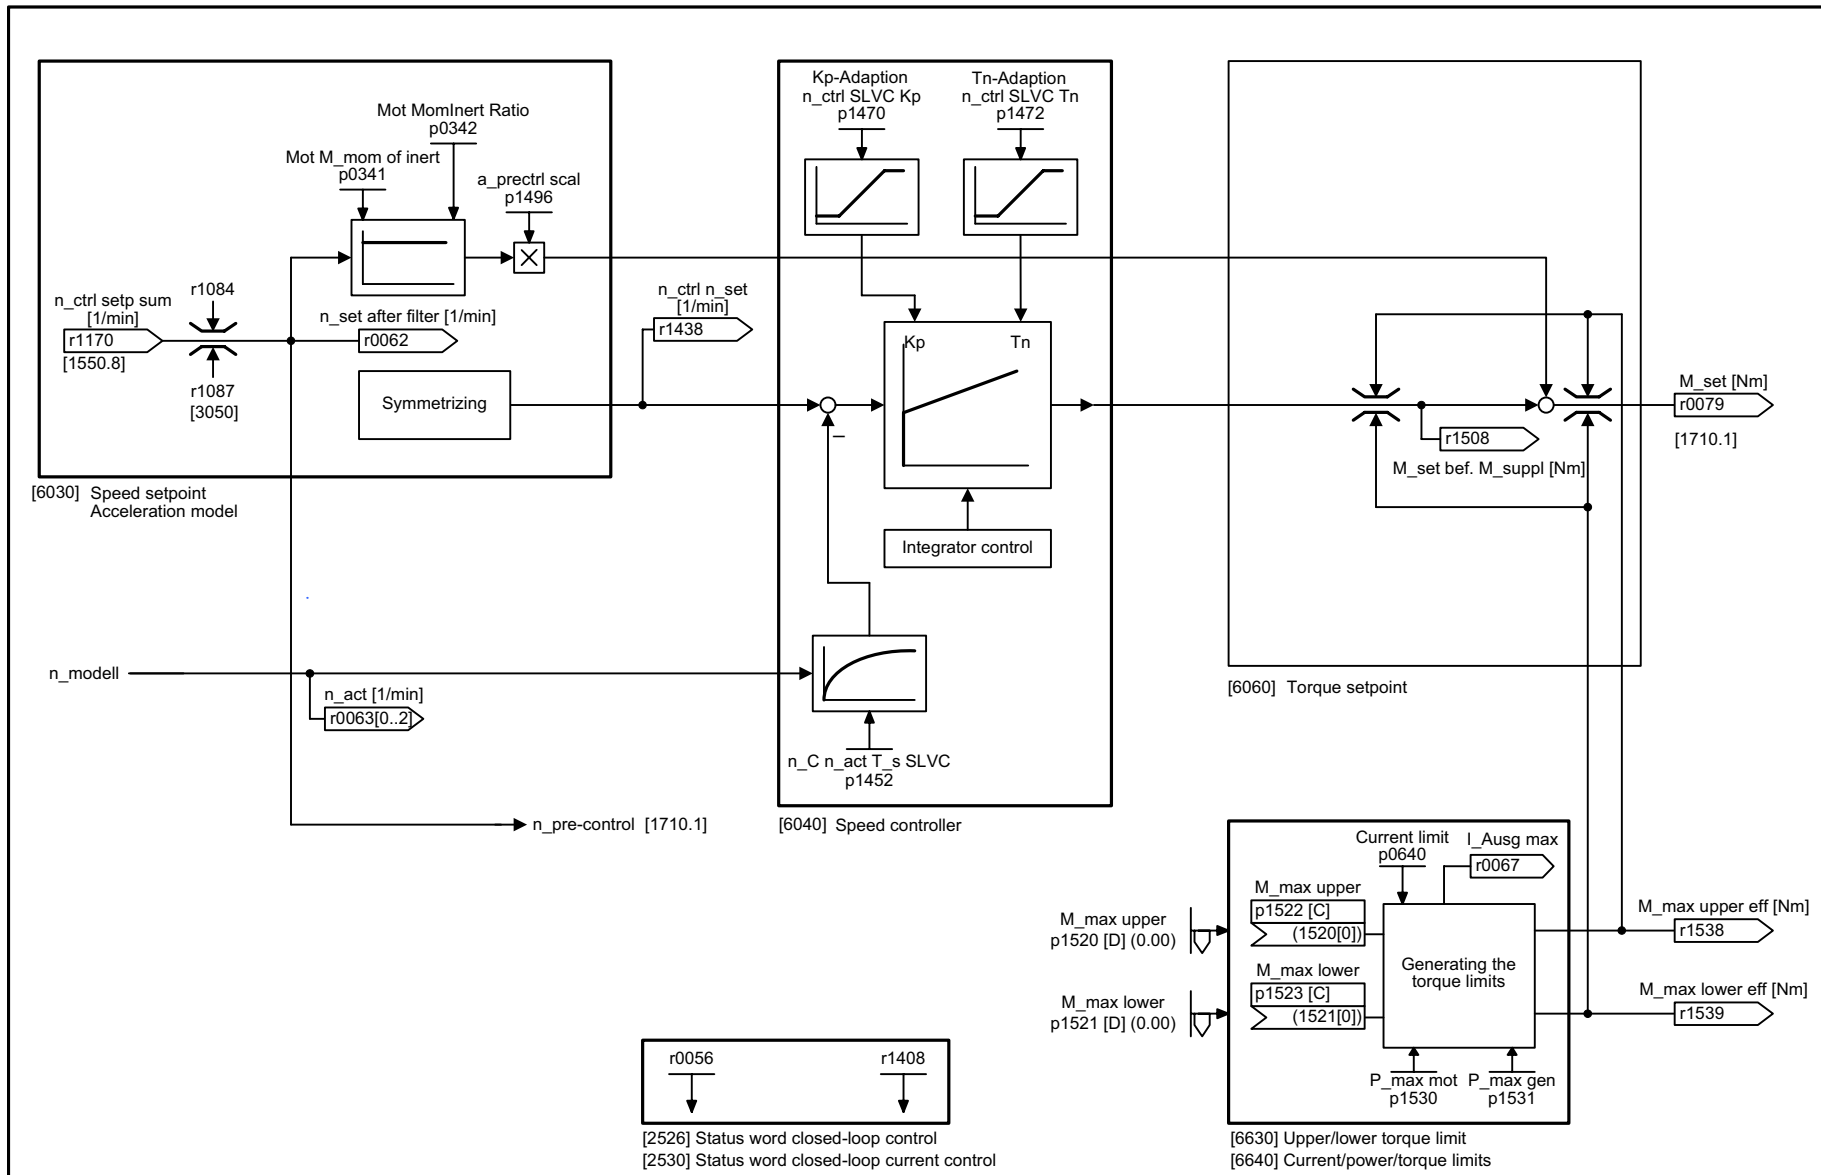 Mot MomInert Ratio
p0342
Mot M_mom of inert
p0341
a_prectrl scal
p1496
r1084
n_ctrl setp sum
[1/min]
r1170
[1550.8]
r1087
[3050]
n_set after filter [1/min]
r0062
Symmetrizing
[6030] Speed setpoint
Acceleration model
n_ctrl n_set
[1/min]
r1438
Kp-Adaption
n_ctrl SLVC Kp
p1470
Tn-Adaption
n_ctrl SLVC Tn
p1472
Kp Tn
–
Integrator control
n_modell
n_act [1/min]
r0063[0..2]
n_C n_act T_s SLVC
p1452
n_pre-control [1710.1]
[6040] Speed controller
r1508
M_set bef. M_suppl [Nm]
M_set [Nm]
r0079
[1710.1]
[6060] Torque setpoint
Current limit
p0640
I_Ausg max
r0067
M_max upper
p1520 [D] (0.00)
M_max upper
p1522 [C]
(1520[0])
M_max lower
p1521 [D] (0.00)
M_max lower
p1523 [C]
(1521[0])
Generating the
torque limits
M_max upper eff [Nm]
r1538
M_max lower eff [Nm]
r1539
P_max mot
p1530
P_max gen
p1531
[6630] Upper/lower torque limit
[6640] Current/power/torque limits
r0056
r1408
[2526] Status word closed-loop control
[2530] Status word closed-loop current control